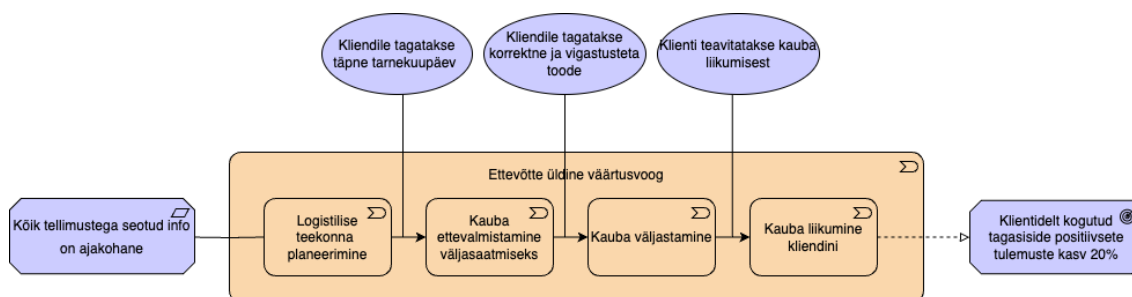 Kliendile tagatakse
täpne tarnekuupäev
Kliendile tagatakse
korrektne ja vigastusteta
toode
Klienti teavitatakse kauba
liikumisest
Ettevõtte üldine väärtusvoog
Kõik tellimustega seotud info
on ajakohane
Logistilise
teekonna
planeerimine
Kauba
ettevalmistamine
väljasaatmiseks
Kauba väljastamine
Kauba liikumine
kliendini
Klientidelt kogutud
tagasiside positiivsete
tulemuste kasv 20%